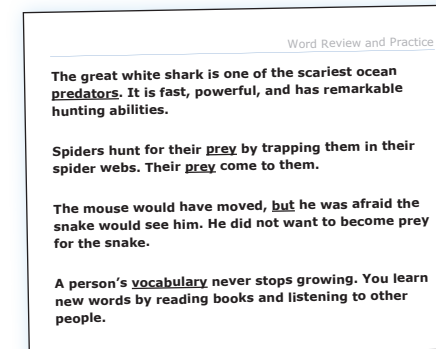 Word Review and Practice
The great white shark is one of the scariest ocean
predators. It is fast, powerful, and has remarkable
hunting abilities.
Spiders hunt for their prey by trapping them in their
spider webs. Their prey come to them.
The mouse would have moved, but he was afraid the
snake would see him. He did not want to become prey
for the snake.
A person's vocabulary never stops growing. You learn
new words by reading books and listening to other
people.